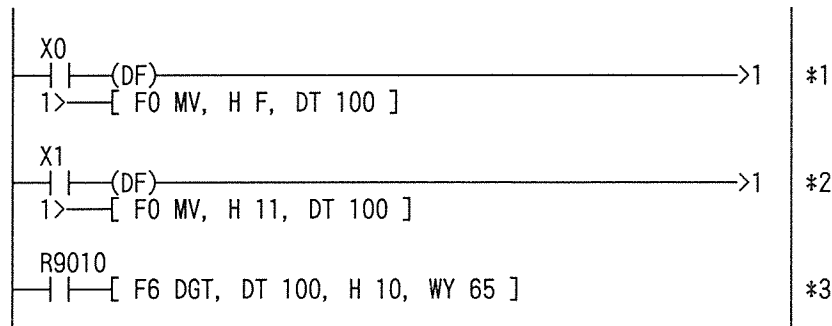 X0
(DF) >1 *1
1> [ F0 MV, H F, DT 100 ]
X1
(DF) >1 *2
1> [ F0 MV, H 11, DT 100 ]
R9010
[ F6 DGT, DT 100, H 10, WY 65 ] *3